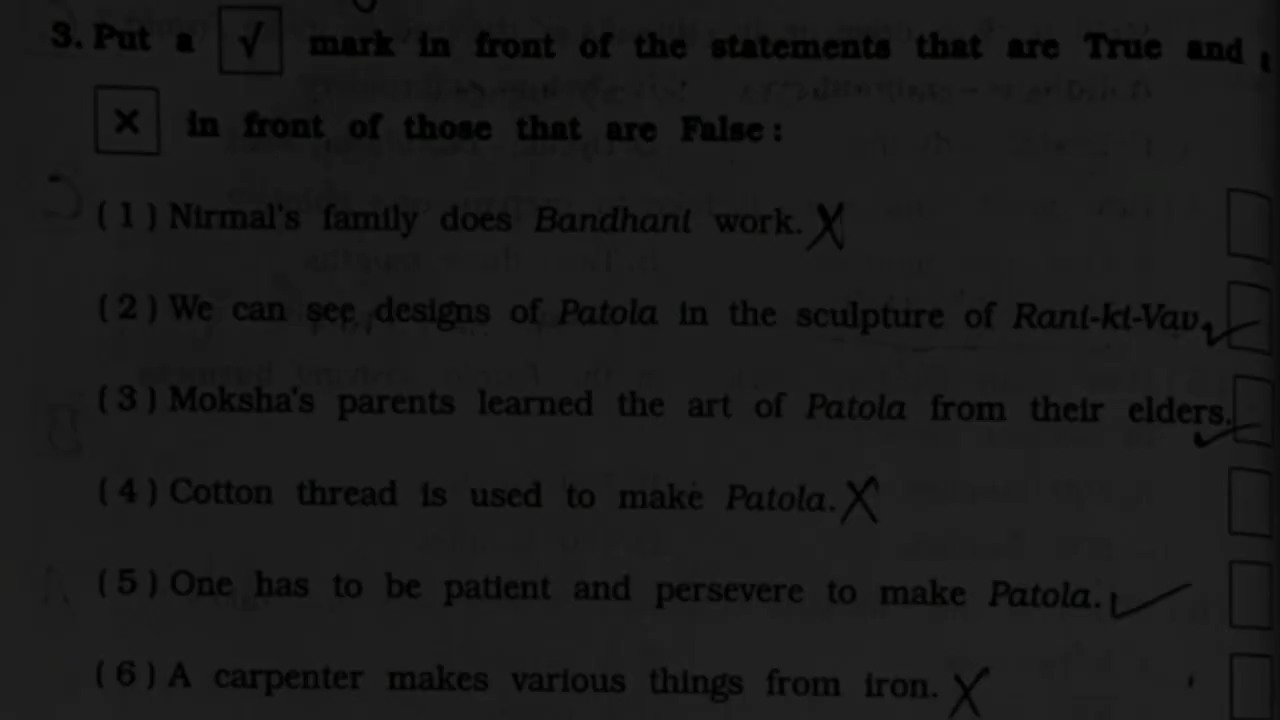 3. Put a √ mark in front of the statements that are True and
× in front of those that are False:
(1) Nirmal's family does Bandhani work. X
(2) We can see designs of Patola in the sculpture of Rani-ki-Vav. ✓
(3) Moksha's parents learned the art of Patola from their elders. ✓
(4) Cotton thread is used to make Patola. X
(5) One has to be patient and persevere to make Patola. ✓
(6) A carpenter makes various things from iron. X